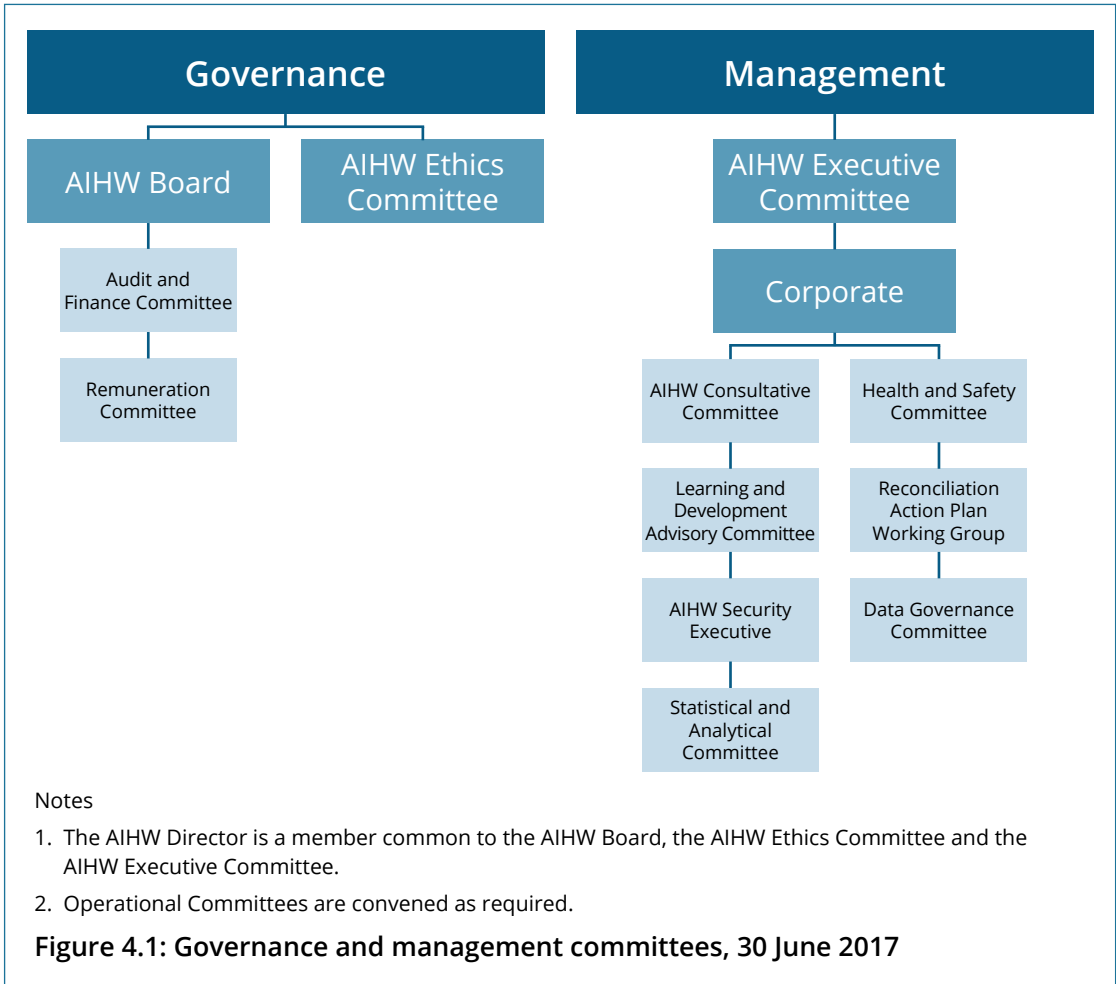 Governance
Management
AIHW Board
AIHW Ethics
Committee
AIHW Executive
Committee
Audit and
Finance Committee
Corporate
Remuneration
Committee
AIHW Consultative
Committee
Health and Safety
Committee
Learning and
Development
Advisory Committee
Reconciliation
Action Plan
Working Group
AIHW Security
Executive
Data Governance
Committee
Statistical and
Analytical
Committee
Notes
1. The AIHW Director is a member common to the AIHW Board, the AIHW Ethics Committee and the
AIHW Executive Committee.
2. Operational Committees are convened as required.
Figure 4.1: Governance and management committees, 30 June 2017